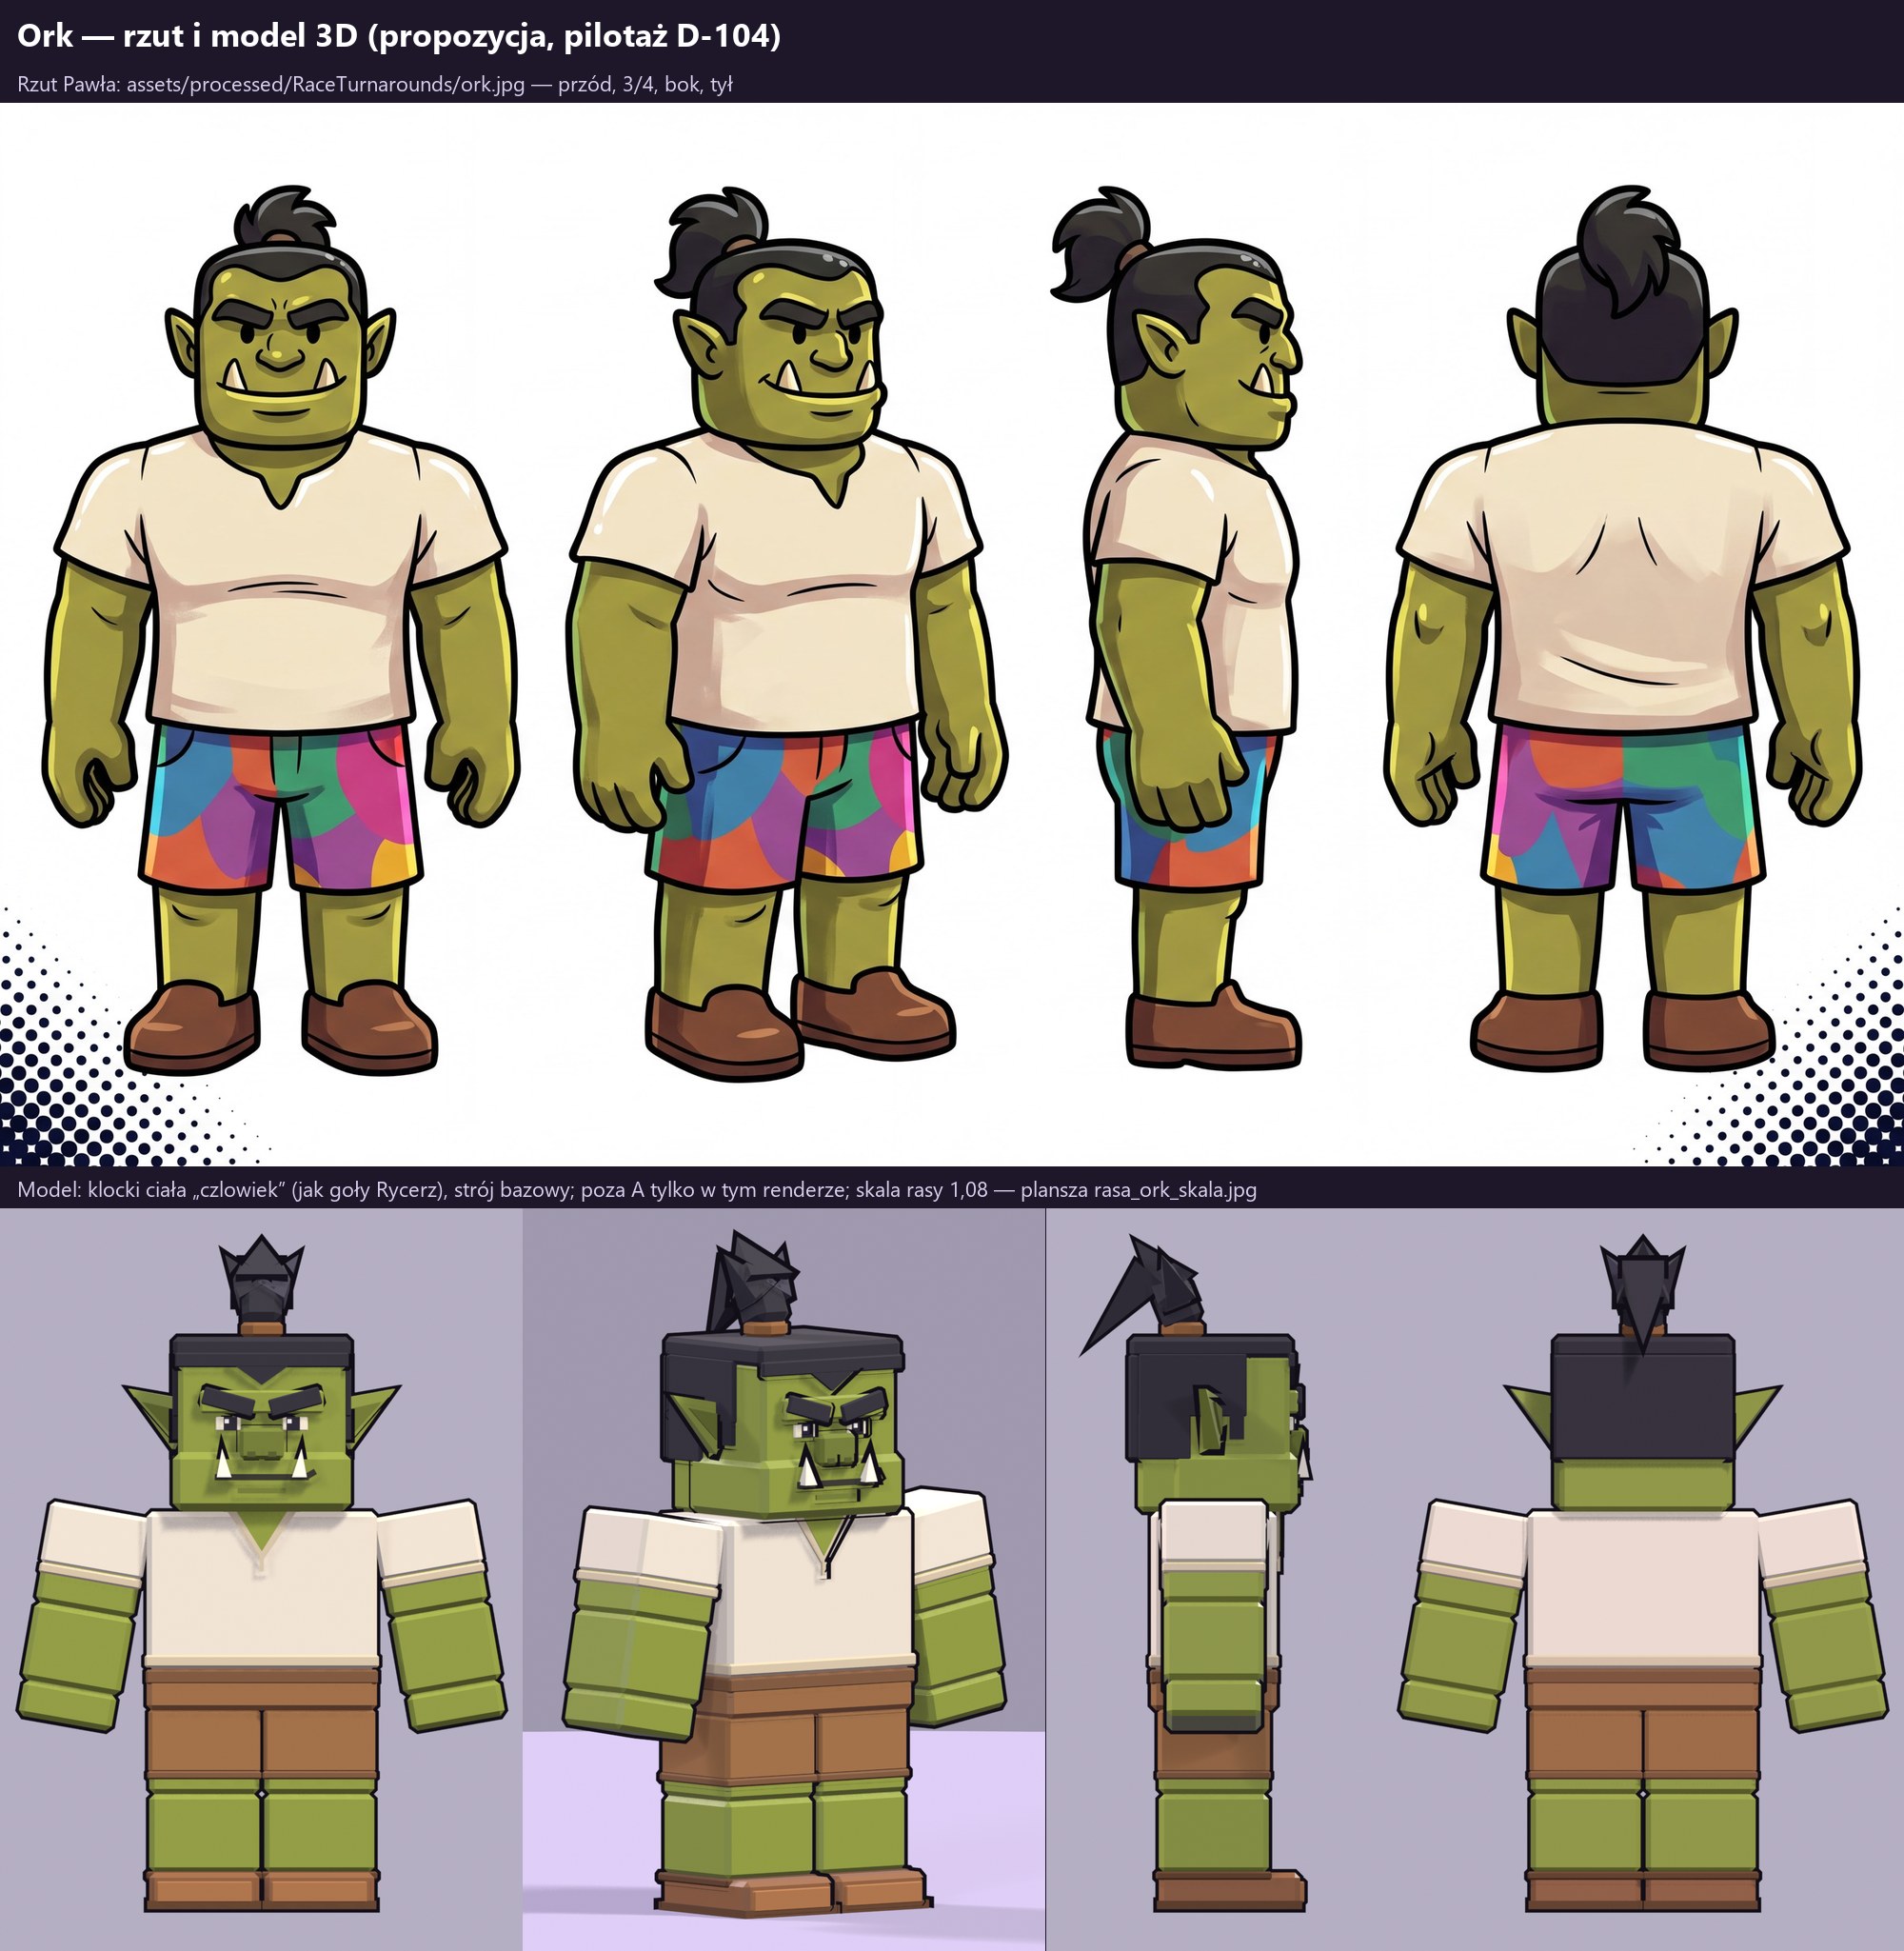 Ork — rzut i model 3D (propozycja, pilotaż D-104)
Rzut Pawła: assets/processed/RaceTurnarounds/ork.jpg — przód, 3/4, bok, tył
Model: klocki ciała „czlowiek” (jak goły Rycerz), strój bazowy; poza A tylko w tym renderze; skala rasy 1,08 — plansza rasa_ork_skala.jpg